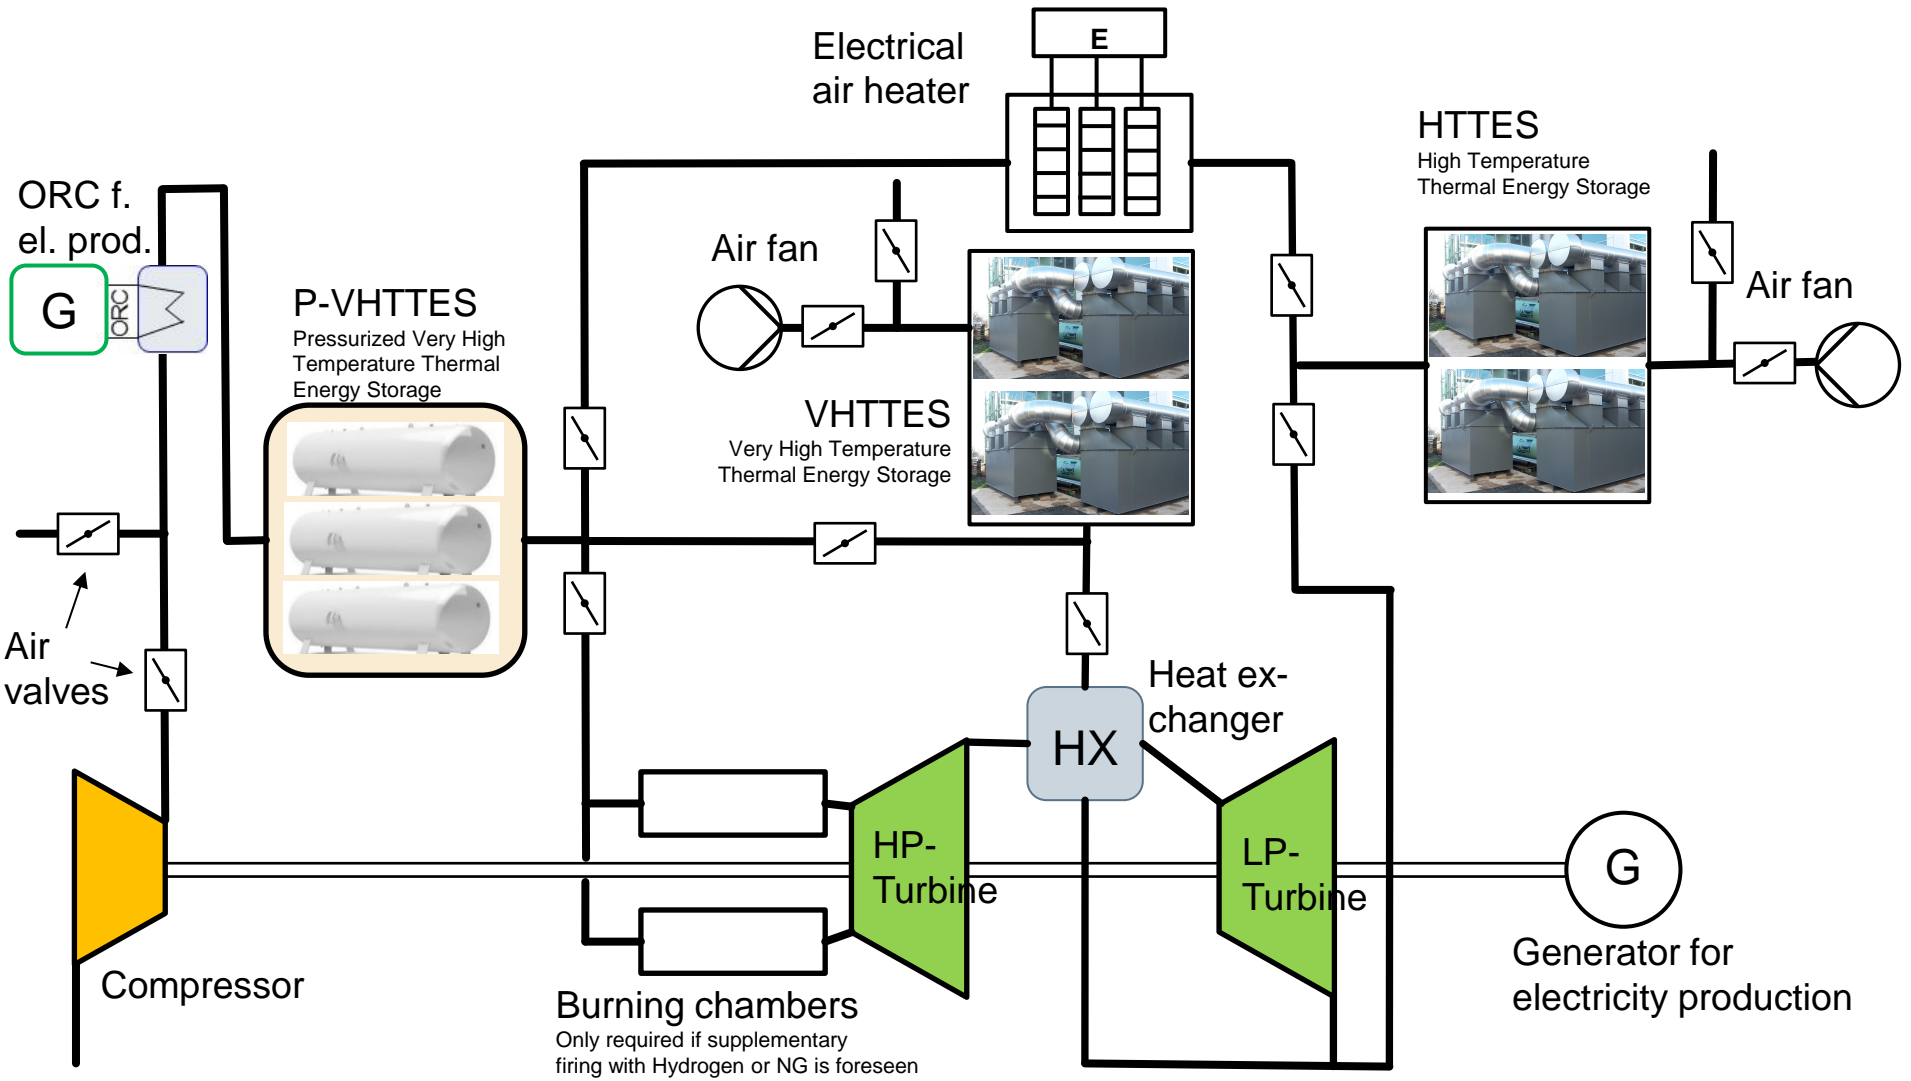 Electrical
air heater
E
HTTES
High Temperature
Thermal Energy Storage
ORC f.
el. prod.
G
ORC
Air fan
Air fan
P-VHTTES
Pressurized Very High
Temperature Thermal
Energy Storage
VHTTES
Very High Temperature
Thermal Energy Storage
Air
valves
Heat ex-
changer
HX
HP-
Turbine
LP-
Turbine
G
Compressor
Generator for
electricity production
Burning chambers
Only required if supplementary
firing with Hydrogen or NG is foreseen